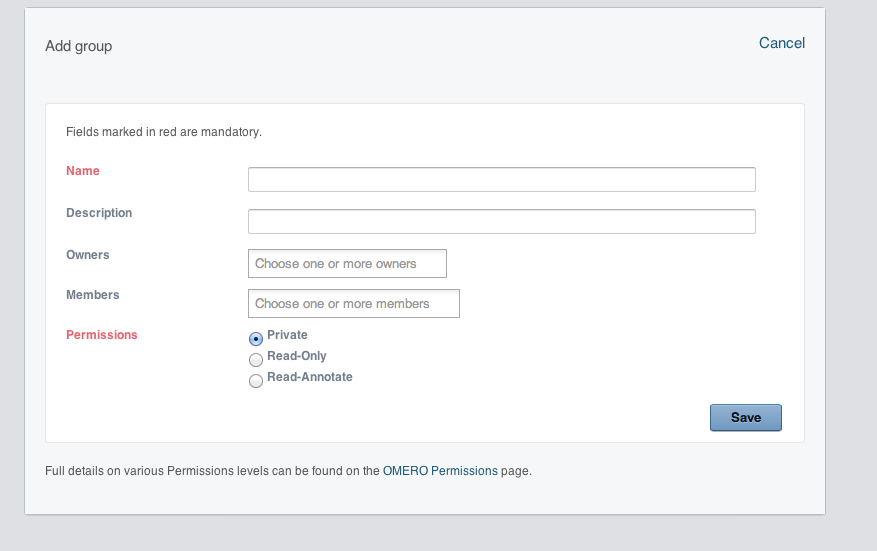 Add group
Cancel
Fields marked in red are mandatory.
Name
Description
Owners
Choose one or more owners
Members
Choose one or more members
Permissions
Private
Read-Only
Read-Annotate
Save
Full details on various Permissions levels can be found on the OMERO Permissions page.